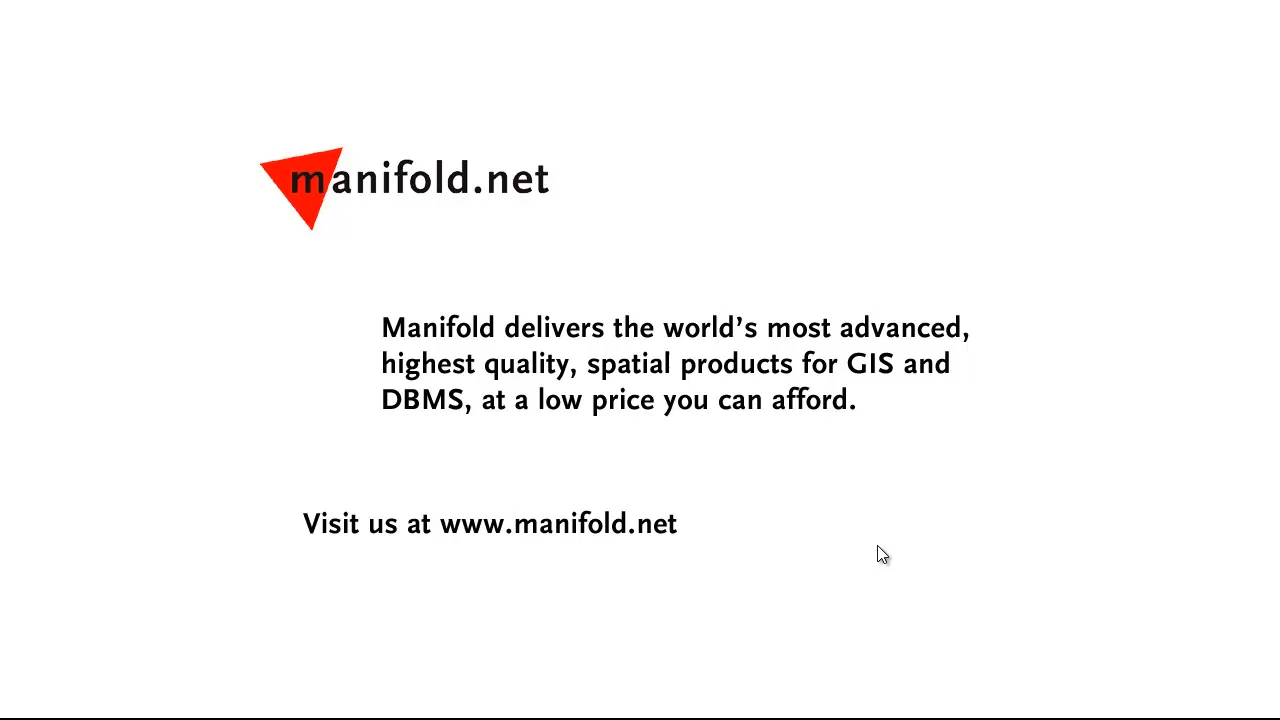 manifold.net
Manifold delivers the world’s most advanced,
highest quality, spatial products for GIS and
DBMS, at a low price you can afford.
Visit us at www.manifold.net